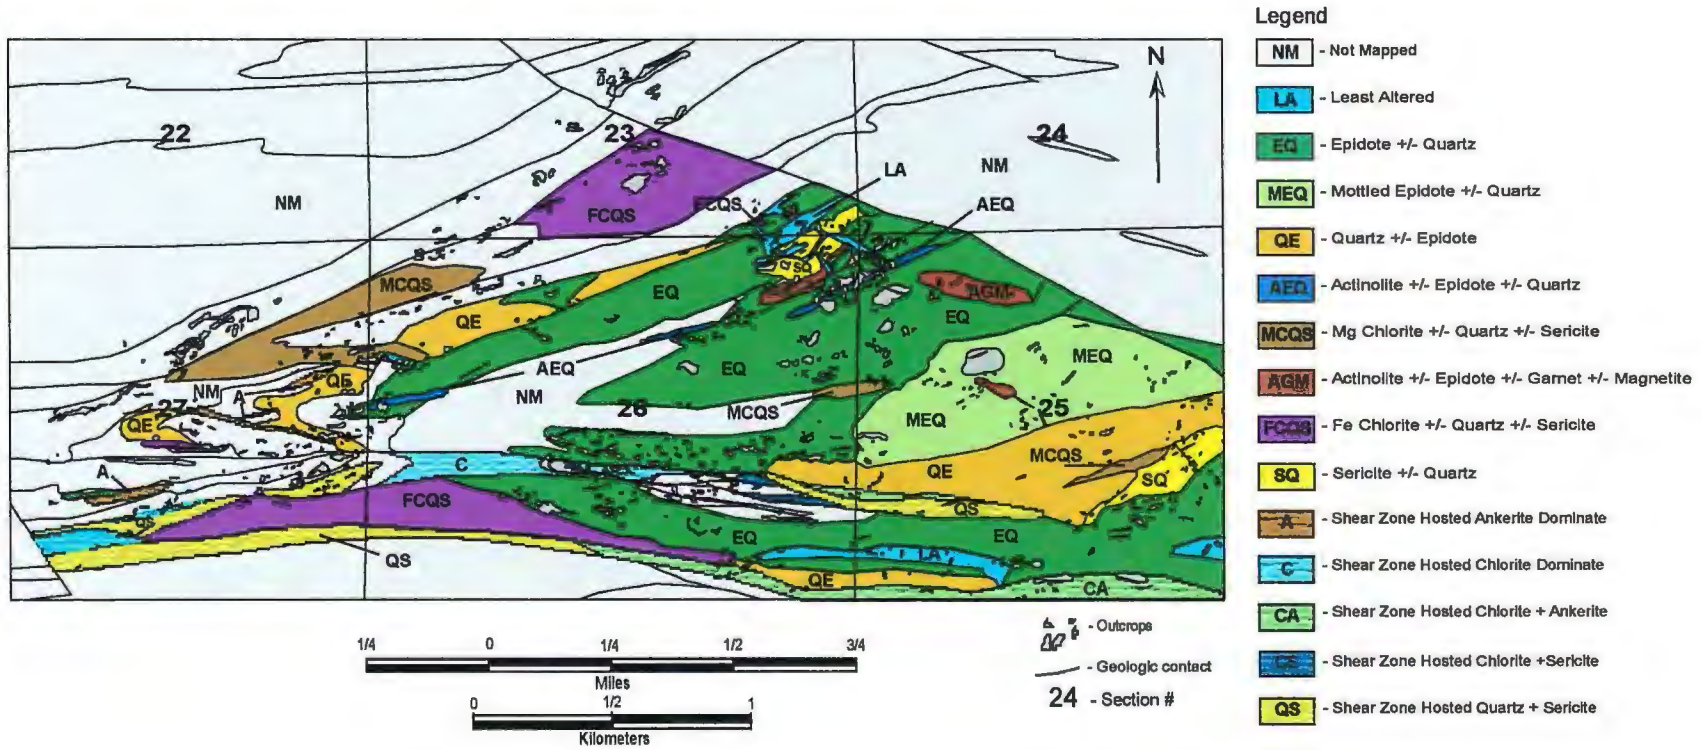 Legend
NM - Not Mapped
LA - Least Altered
EQ - Epidote +/- Quartz
MEQ - Mottled Epidote +/- Quartz
QE - Quartz +/- Epidote
AEQ - Actinolite +/- Epidote +/- Quartz
MCQS - Mg Chlorite +/- Quartz +/- Sericite
AGM - Actinolite +/- Epidote +/- Garnet +/- Magnetite
FCQS - Fe Chlorite +/- Quartz +/- Sericite
SQ - Sericite +/- Quartz
A - Shear Zone Hosted Ankerite Dominate
C - Shear Zone Hosted Chlorite Dominate
CA - Shear Zone Hosted Chlorite + Ankerite
CS - Shear Zone Hosted Chlorite +Sericite
QS - Shear Zone Hosted Quartz + Sericite
N
22 23 24
LA NM
NM FCQS FCQS AEQ
SQ
MCQS EQ AGM
QE EQ
MEQ
AEQ EQ
QE
NM A NM
27 26 MCQS 25
QE MEQ
A C QE MCQS
SQ
FCQS QS
QS EQ EQ
QS LA
QE CA
1/4 0 1/4 1/2 3/4
Miles
0 1/2 1
Kilometers
- Outcrops
- Geologic contact
24 - Section #